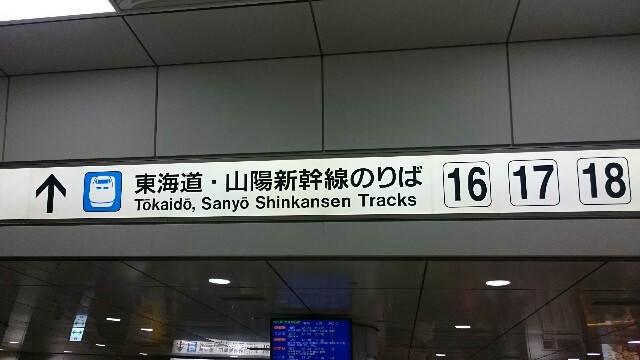 東海道・山陽新幹線のりば 16 17 18
Tōkaidō, Sanyō Shinkansen Tracks